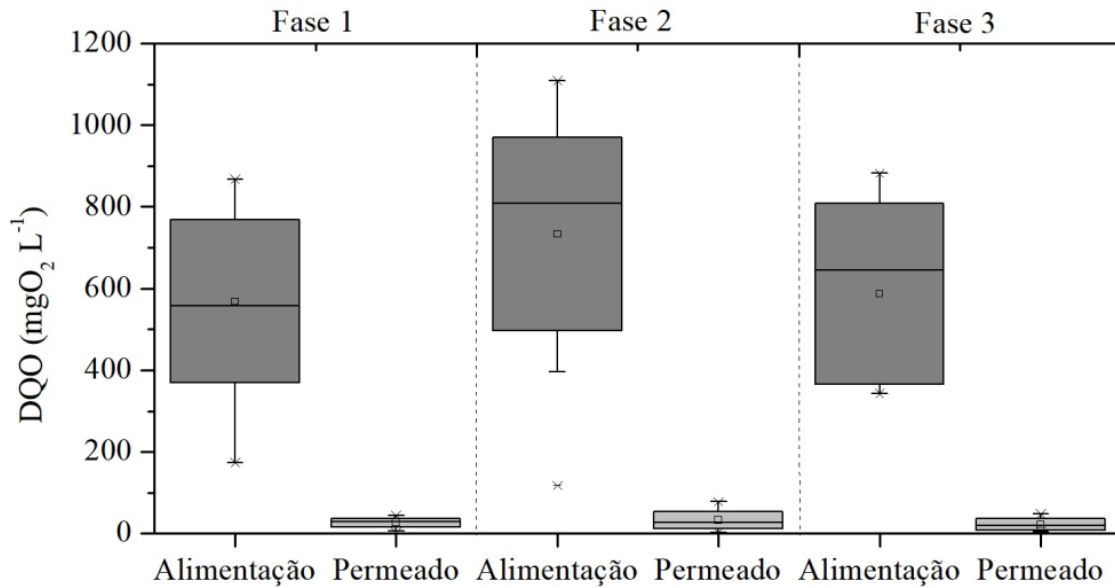 Fase 1 Fase 2 Fase 3
1200
1000
800
600
400
200
0
DQO (mgO₂ L⁻¹)
Alimentação Permeado Alimentação Permeado Alimentação Permeado